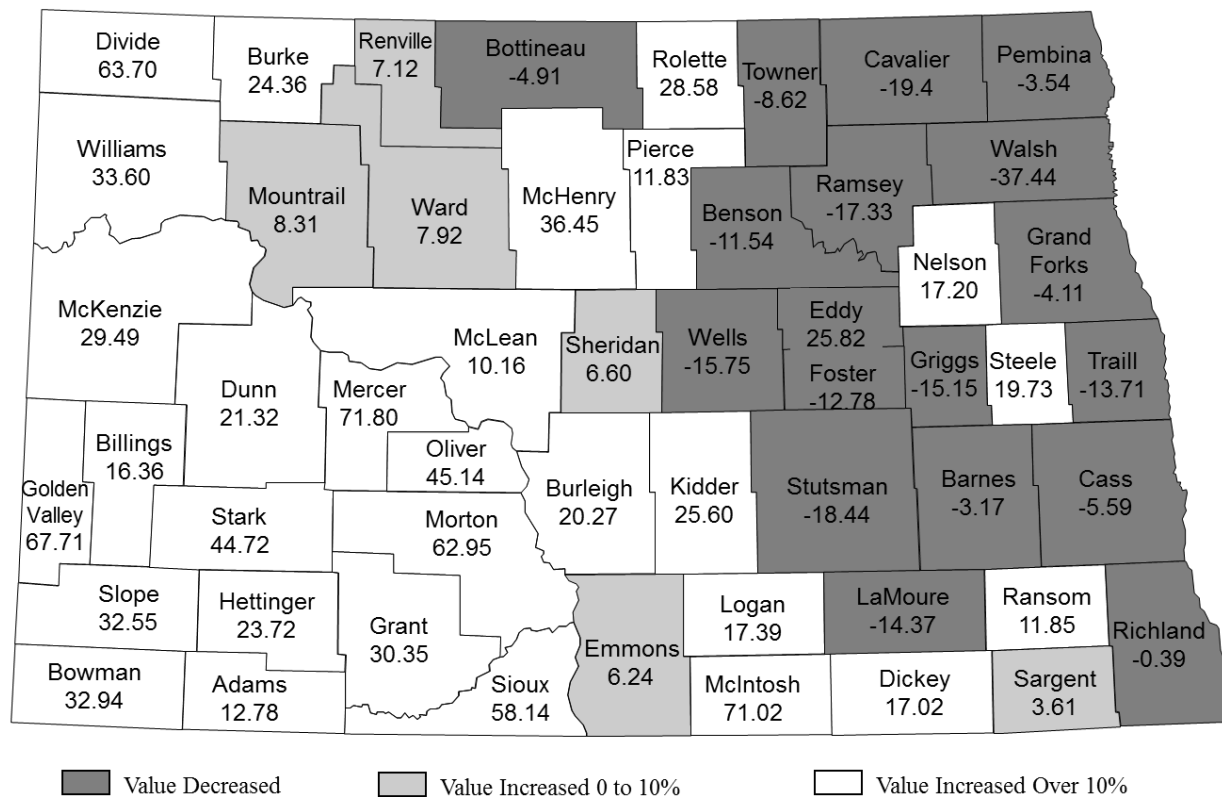 Divide
63.70
Burke
24.36
Renville
7.12
Bottineau
-4.91
Rolette
28.58
Towner
-8.62
Cavalier
-19.4
Pembina
-3.54
Williams
33.60
Mountrail
8.31
Ward
7.92
McHenry
36.45
Pierce
11.83
Benson
-11.54
Ramsey
-17.33
Walsh
-37.44
Nelson
17.20
Grand
Forks
-4.11
McKenzie
29.49
Dunn
21.32
McLean
10.16
Mercer
71.80
Oliver
45.14
Sheridan
6.60
Wells
-15.75
Eddy
25.82
Foster
-12.78
Griggs
-15.15
Steele
19.73
Traill
-13.71
Golden
Valley
67.71
Billings
16.36
Stark
44.72
Morton
62.95
Burleigh
20.27
Kidder
25.60
Stutsman
-18.44
Barnes
-3.17
Cass
-5.59
Slope
32.55
Hettinger
23.72
Grant
30.35
Bowman
32.94
Adams
12.78
Sioux
58.14
Emmons
6.24
Logan
17.39
McIntosh
71.02
LaMoure
-14.37
Dickey
17.02
Ransom
11.85
Sargent
3.61
Richland
-0.39
Value Decreased
Value Increased 0 to 10%
Value Increased Over 10%